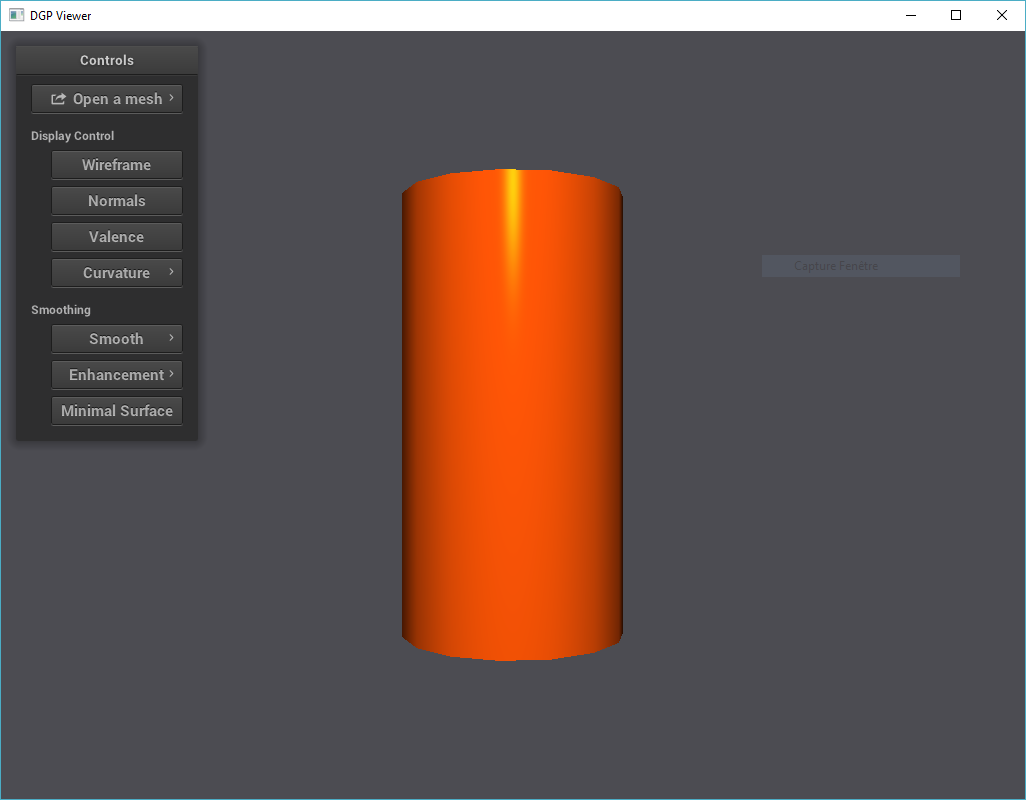 DGP Viewer
Controls
Open a mesh
Display Control
Wireframe
Normals
Valence
Curvature
Smoothing
Smooth
Enhancement
Minimal Surface
Capture Fenêtre